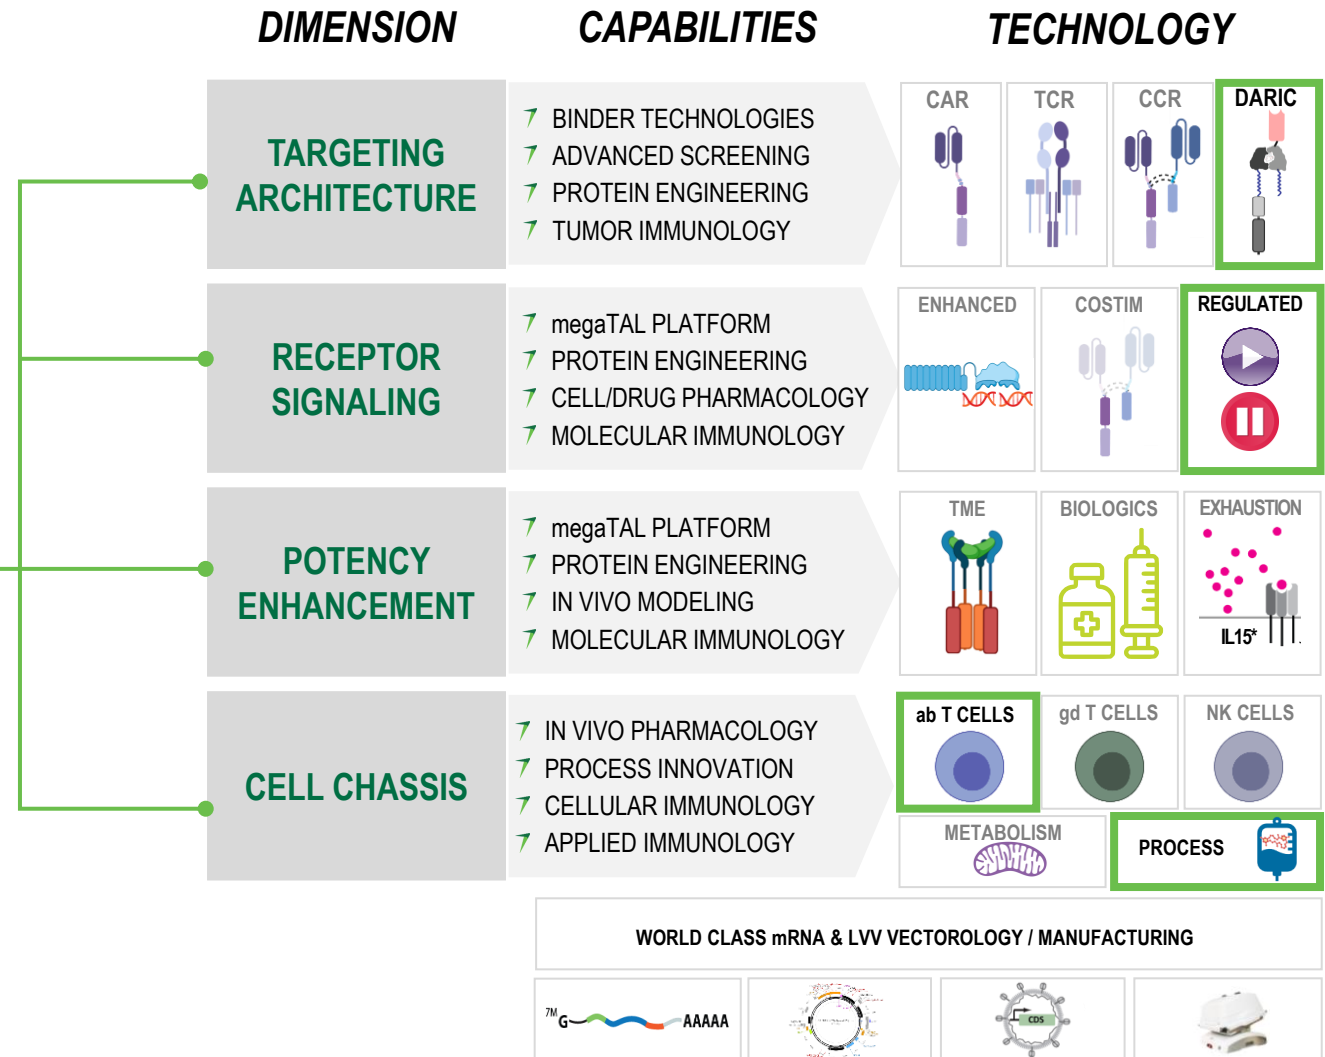 DIMENSION
CAPABILITIES
TECHNOLOGY
TARGETING
ARCHITECTURE
BINDER TECHNOLOGIES
ADVANCED SCREENING
PROTEIN ENGINEERING
TUMOR IMMUNOLOGY
CAR
TCR
CCR
DARIC
RECEPTOR
SIGNALING
megaTAL PLATFORM
PROTEIN ENGINEERING
CELL/DRUG PHARMACOLOGY
MOLECULAR IMMUNOLOGY
ENHANCED
COSTIM
REGULATED
POTENCY
ENHANCEMENT
megaTAL PLATFORM
PROTEIN ENGINEERING
IN VIVO MODELING
MOLECULAR IMMUNOLOGY
TME
BIOLOGICS
EXHAUSTION
IL15*
CELL CHASSIS
IN VIVO PHARMACOLOGY
PROCESS INNOVATION
CELLULAR IMMUNOLOGY
APPLIED IMMUNOLOGY
ab T CELLS
gd T CELLS
NK CELLS
METABOLISM
PROCESS
WORLD CLASS mRNA & LVV VECTOROLOGY / MANUFACTURING
7M G AAAAA
CD5